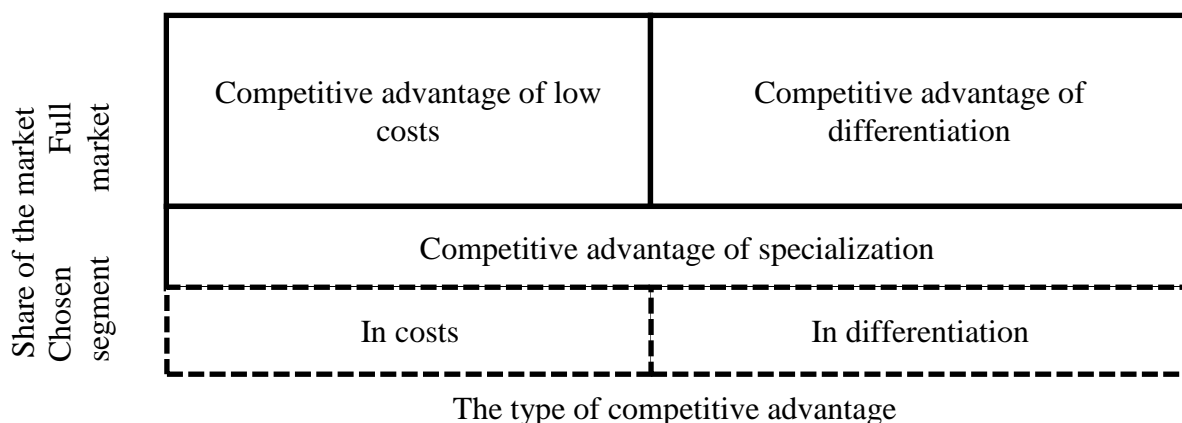 Share of the market
Full
market
Chosen
segment
Competitive advantage of low
costs
Competitive advantage of
differentiation
Competitive advantage of specialization
In costs
In differentiation
The type of competitive advantage